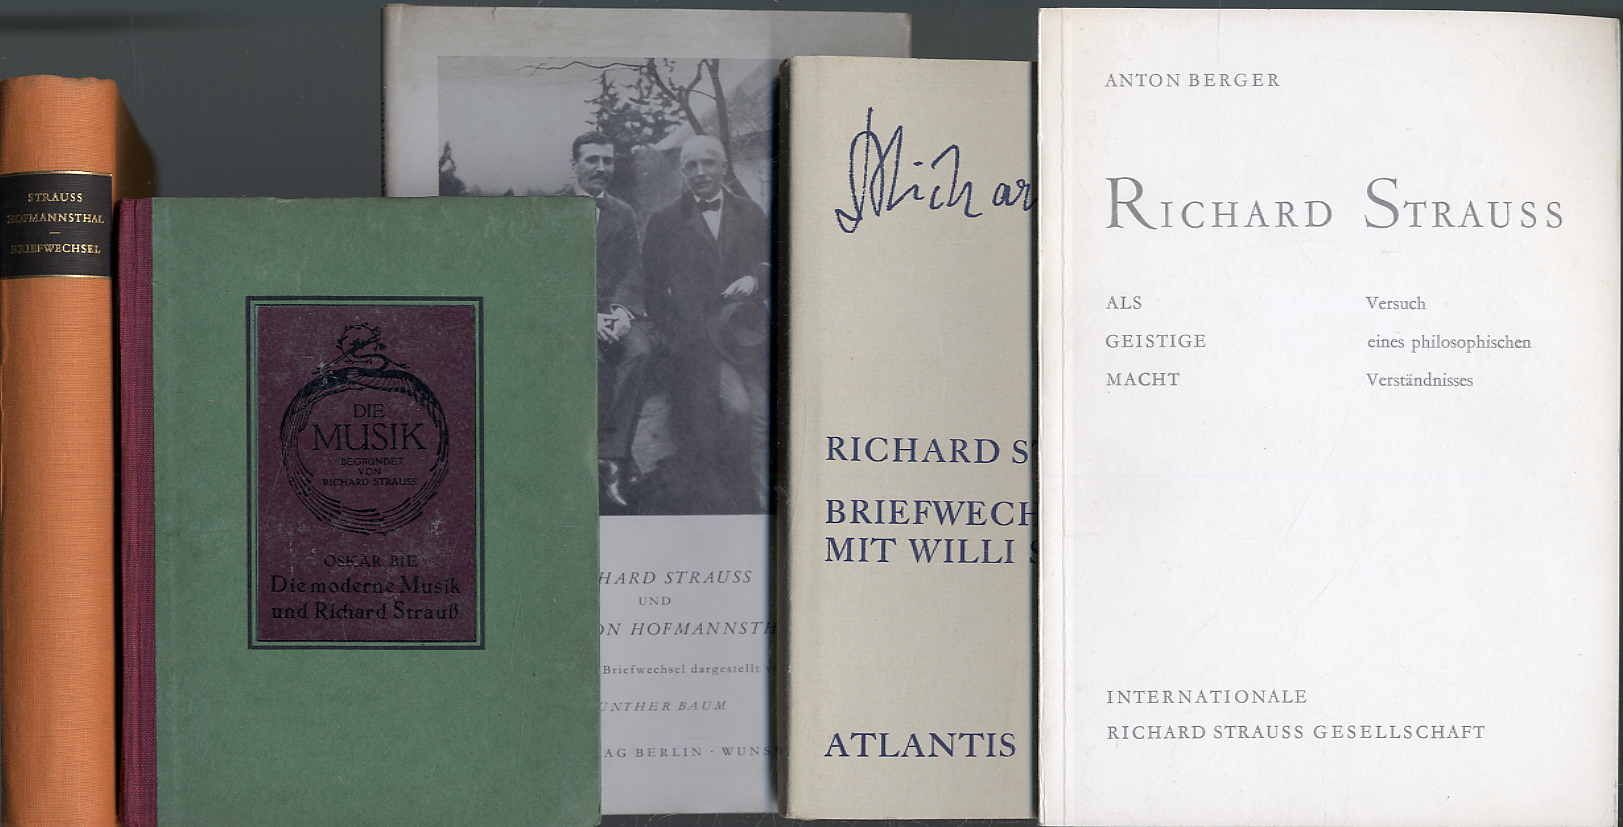 STRAUSS
HOFMANNSTHAL
BRIEFWECHSEL
DIE
MUSIK
BEGRÜNDET
VON
RICHARD STRAUSS
OSKAR BIE
Die moderne Musik
und Richard Strauß
HARD STRAUSS
UND
ON HOFMANNSTH
Briefwechsel dargestellt v
UNTHER BAUM
AG BERLIN · WUNS
Richar
RICHARD S
BRIEFWECH
MIT WILLI S
ATLANTIS
ANTON BERGER
RICHARD STRAUSS
ALS Versuch
GEISTIGE eines philosophischen
MACHT Verständnisses
INTERNATIONALE
RICHARD STRAUSS GESELLSCHAFT